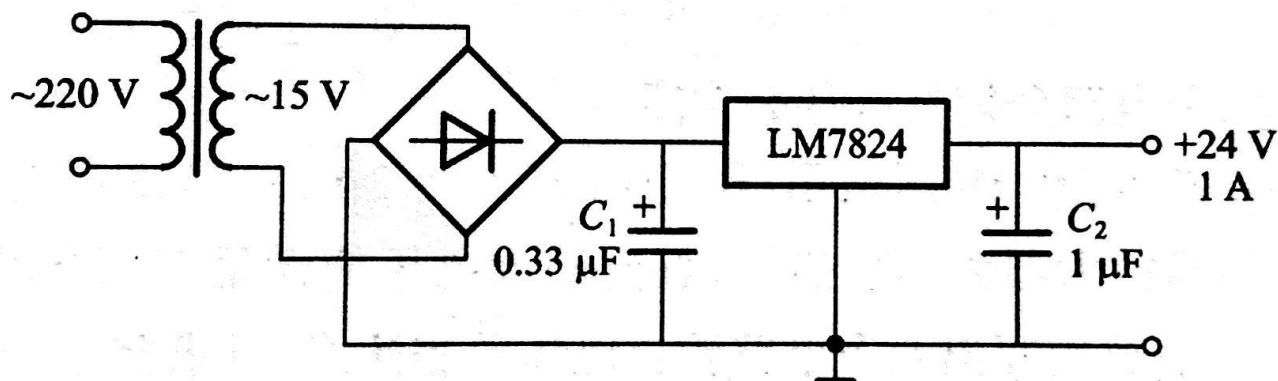 ~220 V
~15 V
LM7824
+24 V
1 A
C₁
+
0.33 μF
+
C₂
1 μF